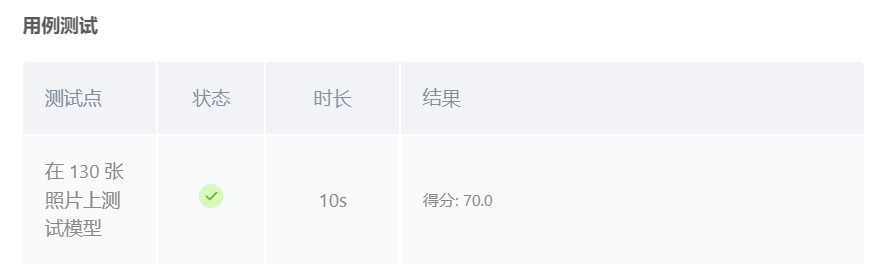 用例测试
测试点 状态 时长 结果
在 130 张
照片上测
试模型
10s
得分: 70.0